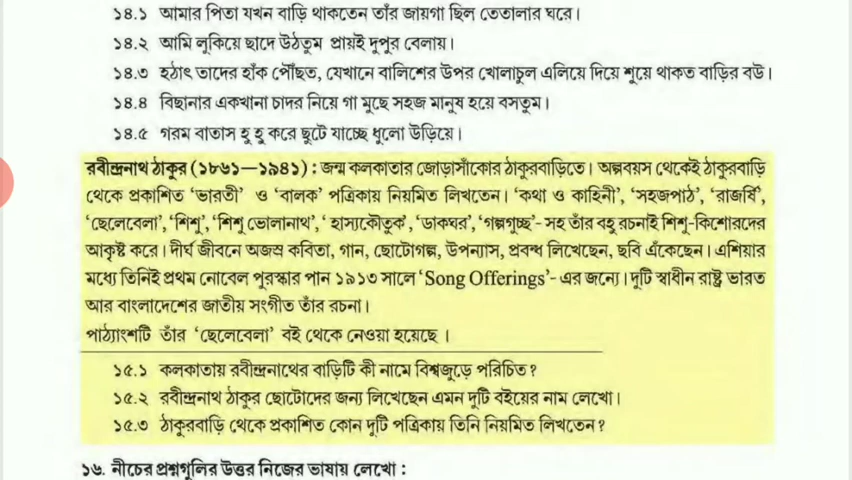 ১৪.১ আমার পিতা যখন বাড়ি থাকতেন তাঁর জায়গা ছিল তেতালার ঘরে।
১৪.২ আমি লুকিয়ে ছাদে উঠতুম প্রায়ই দুপুর বেলায়।
১৪.৩ হঠাৎ তাদের হাঁক পৌঁছত, যেখানে বালিশের উপর খোলাচুল এলিয়ে দিয়ে শুয়ে থাকত বাড়ির বউ।
১৪.৪ বিছানার একখানা চাদর নিয়ে গা মুছে সহজ মানুষ হয়ে বসতুম।
১৪.৫ গরম বাতাস হু হু করে ছুটে যাচ্ছে ধুলো উড়িয়ে।
রবীন্দ্রনাথ ঠাকুর (১৮৬১—১৯৪১) : জন্ম কলকাতার জোড়াসাঁকোর ঠাকুরবাড়িতে। অল্পবয়স থেকেই ঠাকুরবাড়ি
থেকে প্রকাশিত ‘ভারতী’ ও ‘বালক’ পত্রিকায় নিয়মিত লিখতেন। ‘কথা ও কাহিনী’, ‘সহজপাঠ’, ‘রাজর্ষি’,
‘ছেলেবেলা’, ‘শিশু’, ‘শিশু ভোলানাথ’, ‘হাস্যকৌতুক’, ‘ডাকঘর’, ‘গল্পগুচ্ছ’- সহ তাঁর বহু রচনাই শিশু-কিশোরদের
আকৃষ্ট করে। দীর্ঘ জীবনে অজস্র কবিতা, গান, ছোটোগল্প, উপন্যাস, প্রবন্ধ লিখেছেন, ছবি এঁকেছেন। এশিয়ার
মধ্যে তিনিই প্রথম নোবেল পুরস্কার পান ১৯১৩ সালে ‘Song Offerings’- এর জন্যে। দুটি স্বাধীন রাষ্ট্র ভারত
আর বাংলাদেশের জাতীয় সংগীত তাঁর রচনা।
পাঠ্যাংশটি তাঁর ‘ছেলেবেলা’ বই থেকে নেওয়া হয়েছে ।
১৫.১ কলকাতায় রবীন্দ্রনাথের বাড়িটি কী নামে বিশ্বজুড়ে পরিচিত?
১৫.২ রবীন্দ্রনাথ ঠাকুর ছোটোদের জন্য লিখেছেন এমন দুটি বইয়ের নাম লেখো।
১৫.৩ ঠাকুরবাড়ি থেকে প্রকাশিত কোন দুটি পত্রিকায় তিনি নিয়মিত লিখতেন?
১৬. নীচের প্রশ্নগুলির উত্তর নিজের ভাষায় লেখো :